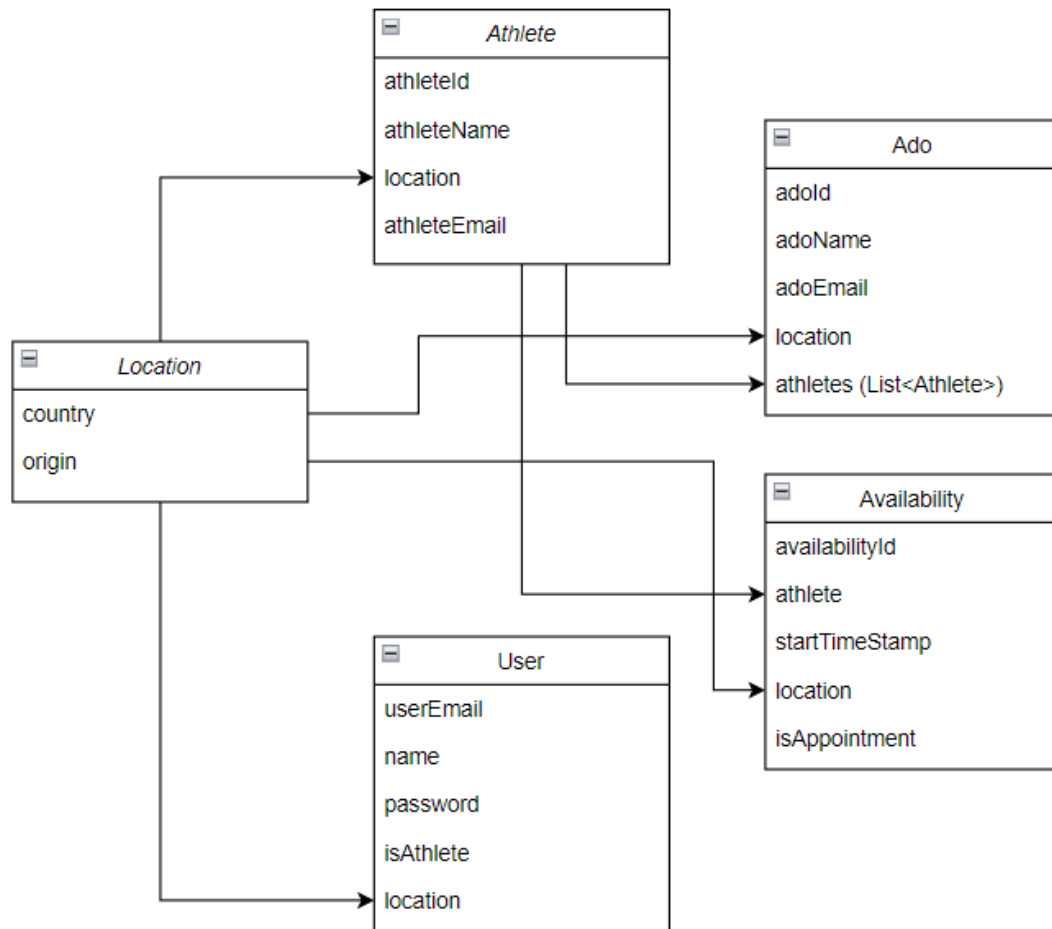 Athlete
athleteId
athleteName
location
athleteEmail
Ado
adoId
adoName
adoEmail
location
athletes (List<Athlete>)
Location
country
origin
Availability
availabilityId
athlete
startTimeStamp
location
isAppointment
User
userEmail
name
password
isAthlete
location